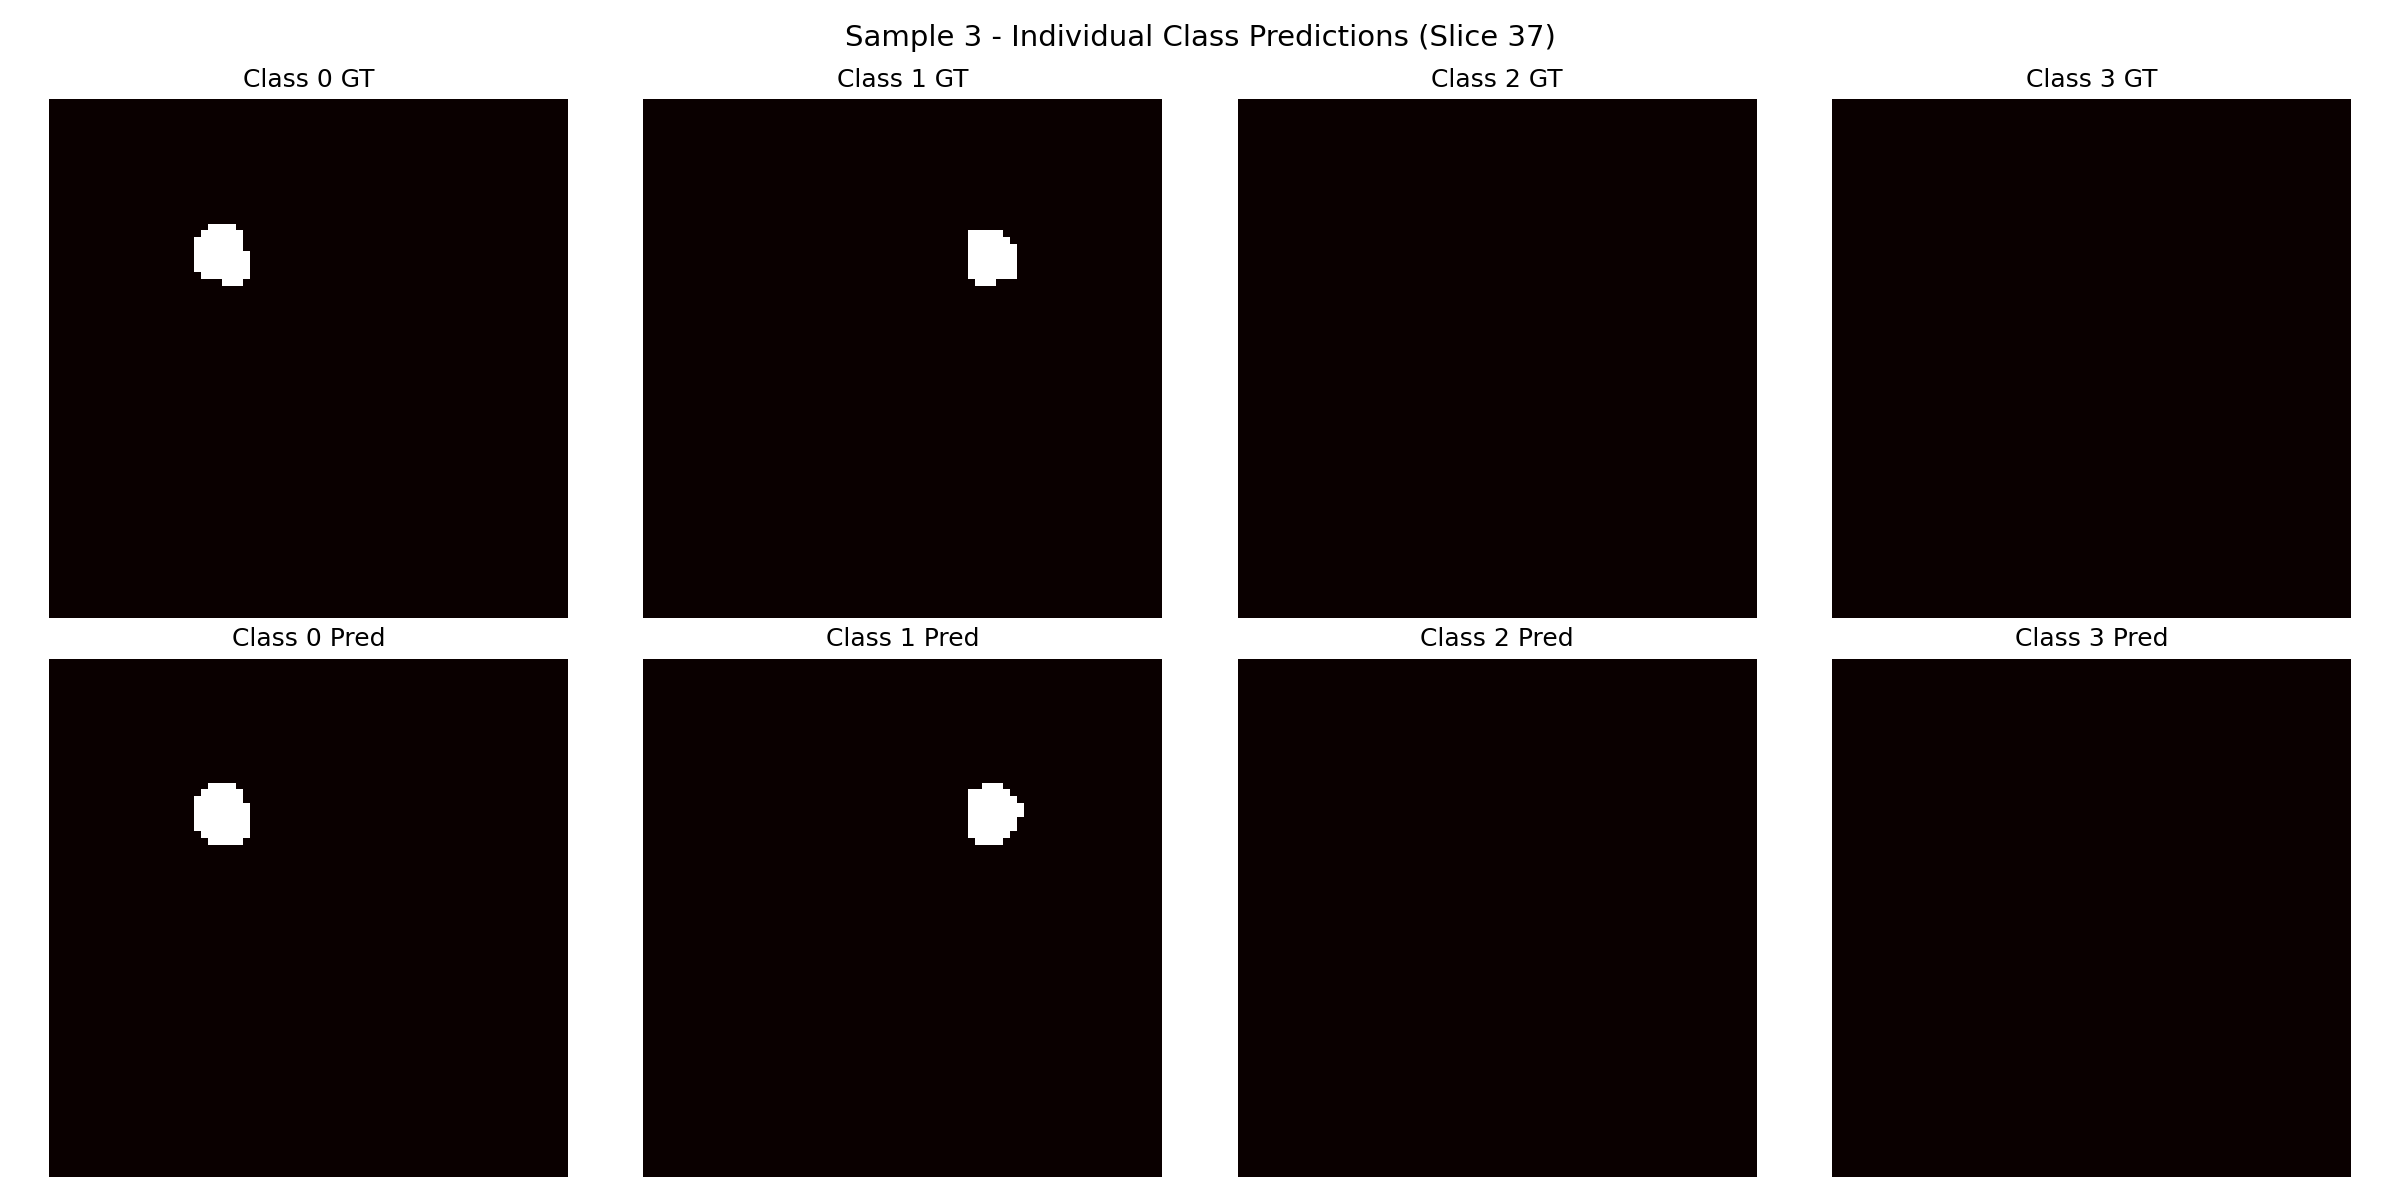 Sample 3 - Individual Class Predictions (Slice 37)
Class 0 GT
Class 1 GT
Class 2 GT
Class 3 GT
Class 0 Pred
Class 1 Pred
Class 2 Pred
Class 3 Pred